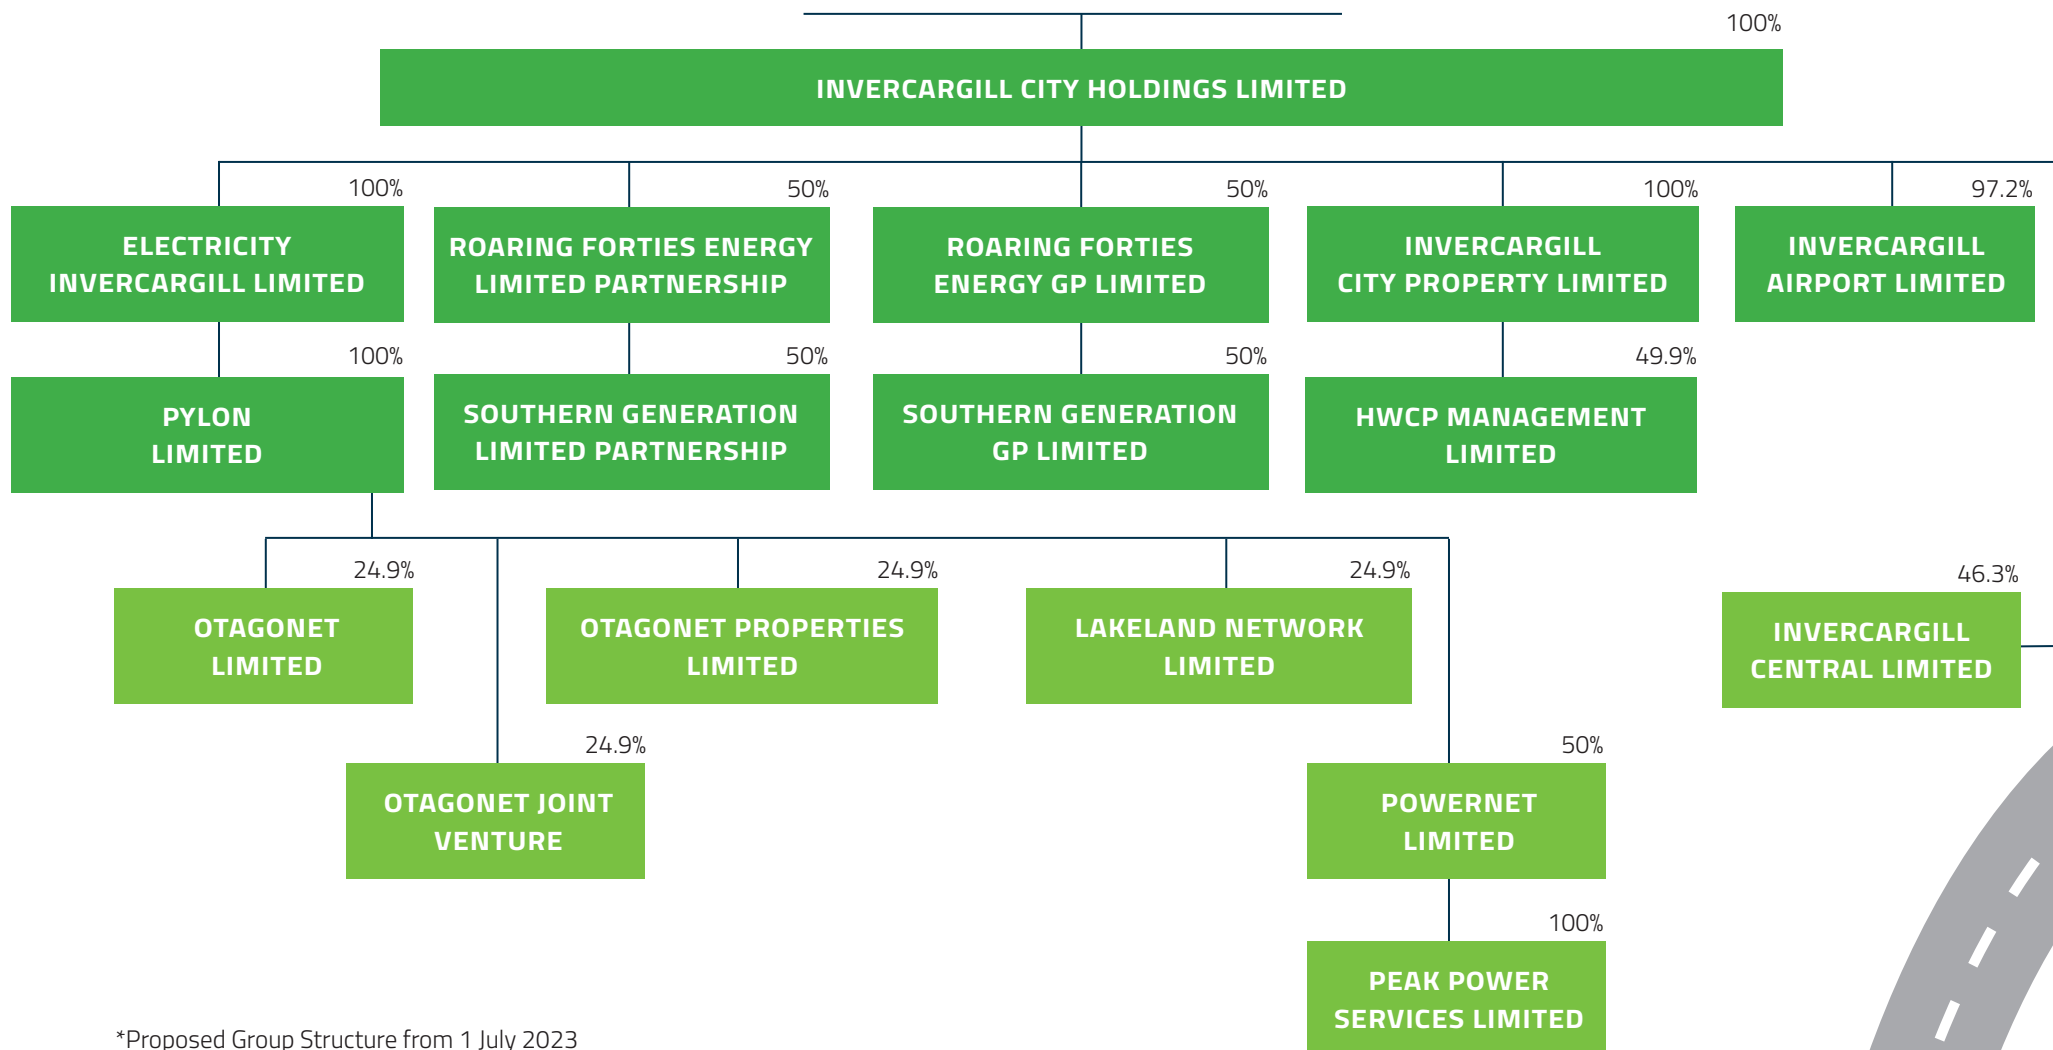 100%
INVERCARGILL CITY HOLDINGS LIMITED
100%
50%
50%
100%
97.2%
ELECTRICITY
INVERCARGILL LIMITED
ROARING FORTIES ENERGY
LIMITED PARTNERSHIP
ROARING FORTIES
ENERGY GP LIMITED
INVERCARGILL
CITY PROPERTY LIMITED
INVERCARGILL
AIRPORT LIMITED
100%
50%
50%
49.9%
PYLON
LIMITED
SOUTHERN GENERATION
LIMITED PARTNERSHIP
SOUTHERN GENERATION
GP LIMITED
HWCP MANAGEMENT
LIMITED
24.9%
24.9%
24.9%
46.3%
OTAGONET
LIMITED
OTAGONET PROPERTIES
LIMITED
LAKELAND NETWORK
LIMITED
INVERCARGILL
CENTRAL LIMITED
24.9%
50%
OTAGONET JOINT
VENTURE
POWERNET
LIMITED
100%
PEAK POWER
SERVICES LIMITED
*Proposed Group Structure from 1 July 2023